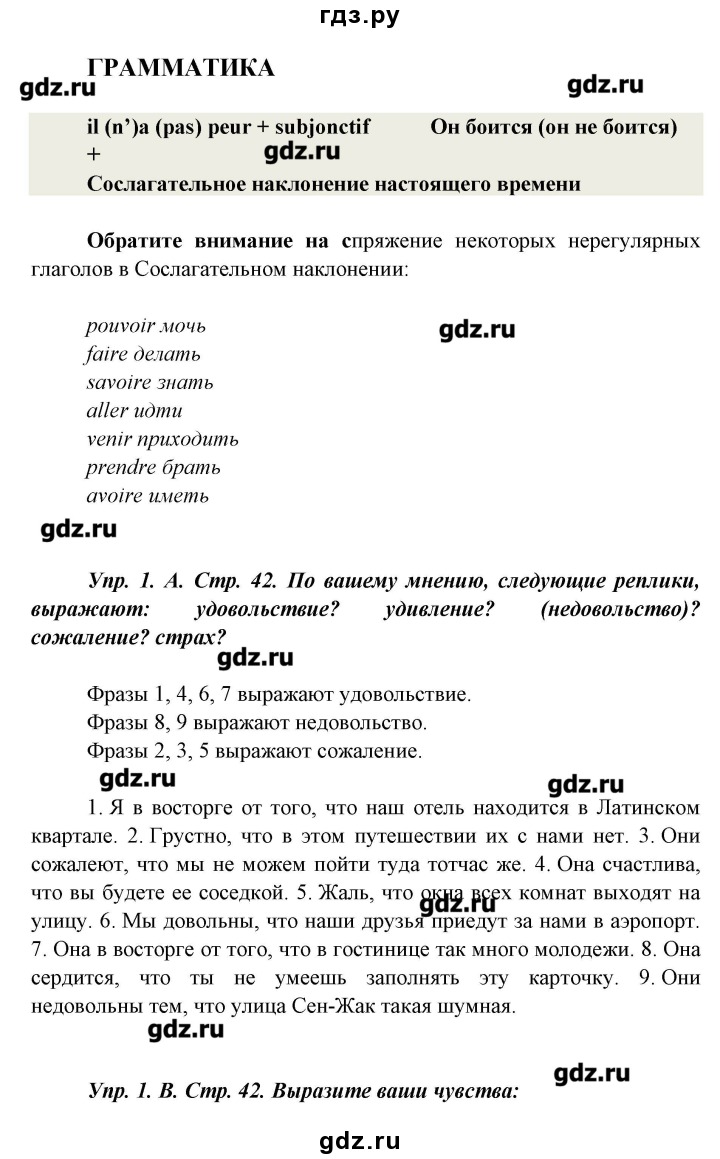 гдз.ру
ГРАММАТИКА
gdz.ru
gdz.ru
il (n’)a (pas) peur + subjonctif Он боится (он не боится)
+
gdz.ru
Сослагательное наклонение настоящего времени
Обратите внимание на спряжение некоторых нерегулярных
глаголов в Сослагательном наклонении:
pouvoir мочь
gdz.ru
faire делать
savoire знать
aller идти
venir приходить
prendre брать
avoire иметь
gdz.ru
Упр. 1. А. Стр. 42. По вашему мнению, следующие реплики,
выражают: удовольствие? удивление? (недовольство)?
сожаление? страх?
gdz.ru
Фразы 1, 4, 6, 7 выражают удовольствие.
Фразы 8, 9 выражают недовольство.
Фразы 2, 3, 5 выражают сожаление.
gdz.ru
gdz.ru
1. Я в восторге от того, что наш отель находится в Латинском
квартале. 2. Грустно, что в этом путешествии их с нами нет. 3. Они
сожалеют, что мы не можем пойти туда тотчас же. 4. Она счастлива,
что вы будете ее соседкой. 5. Жаль, что окна всех комнат выходят на
gdz.ru
улицу. 6. Мы довольны, что наши друзья приедут за нами в аэропорт.
7. Она в восторге от того, что в гостинице так много молодежи. 8. Она
сердится, что ты не умеешь заполнять эту карточку. 9. Они
недовольны тем, что улица Сен-Жак такая шумная.
gdz.ru
gdz.ru
Упр. 1. В. Стр. 42. Выразите ваши чувства:
gdz.ru